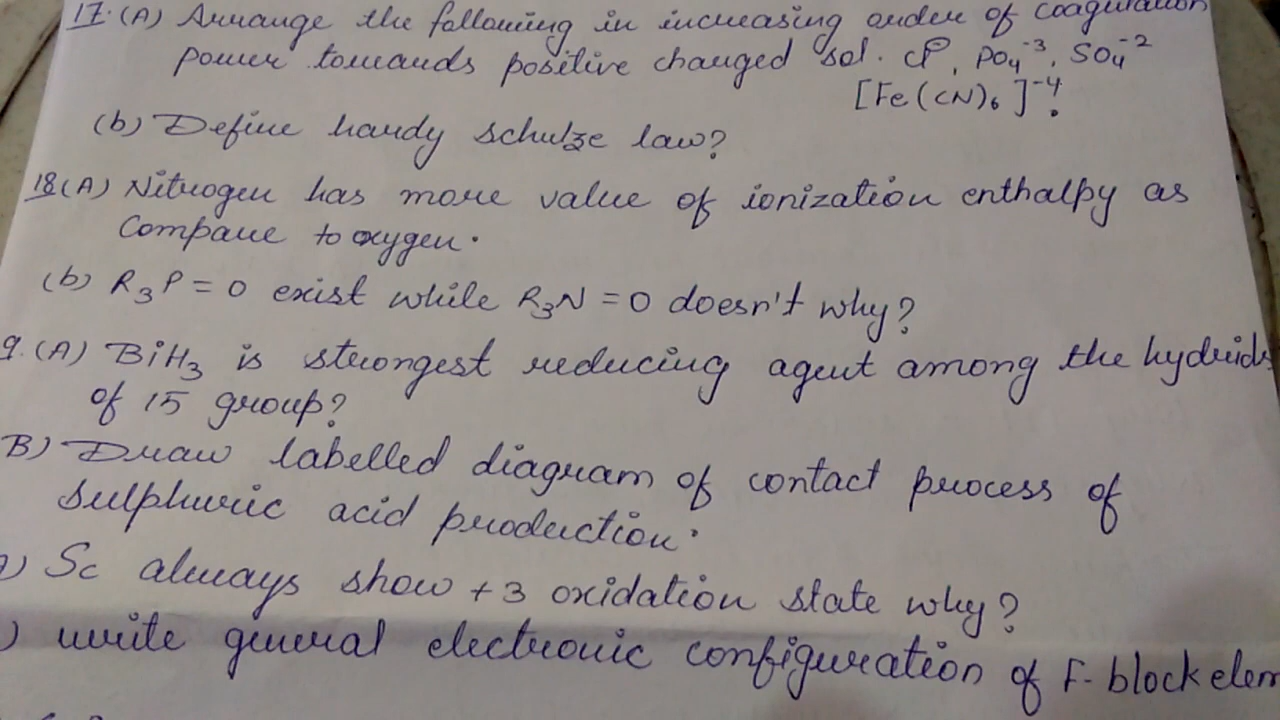 17. (A) Arrange the following in increasing order of coagulation
power towards positive charged sol. Cl⊖, PO₄⁻³, SO₄⁻²
[Fe(CN)₆]⁻⁴?
(b) Define hardy schulze law?
18(A) Nitrogen has more value of ionization enthalpy as
Compare to oxygen.
(b) R₃P=O exist while R₃N=O doesn't why?
9. (A) BiH₃ is strongest reducing agent among the hydrids
of 15 group?
B) Draw labelled diagram of contact process of
sulphuric acid production.
) Sc always show +3 oxidation state why?
) write general electronic configuration of F-block elem